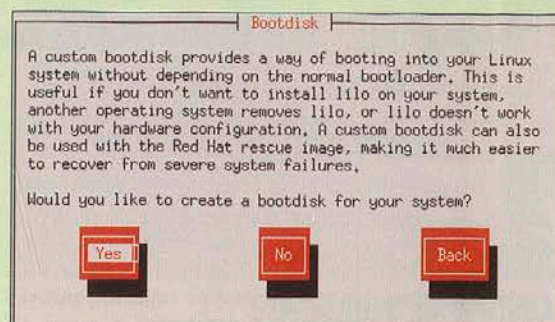 Bootdisk
A custom bootdisk provides a way of booting into your Linux
system without depending on the normal bootloader. This is
useful if you don't want to install lilo on your system,
another operating system removes lilo, or lilo doesn't work
with your hardware configuration. A custom bootdisk can also
be used with the Red Hat rescue image, making it much easier
to recover from severe system failures.
Would you like to create a bootdisk for your system?
Yes No Back